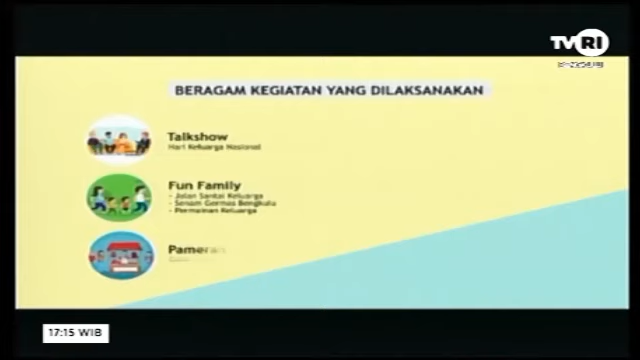 TVRI
BENGKULU
BERAGAM KEGIATAN YANG DILAKSANAKAN
Talkshow
Hari Keluarga Nasional
Fun Family
- Jalan Santai Keluarga
- Senam Germas Bengkulu
- Permainan Keluarga
Pameran
17:15 WIB